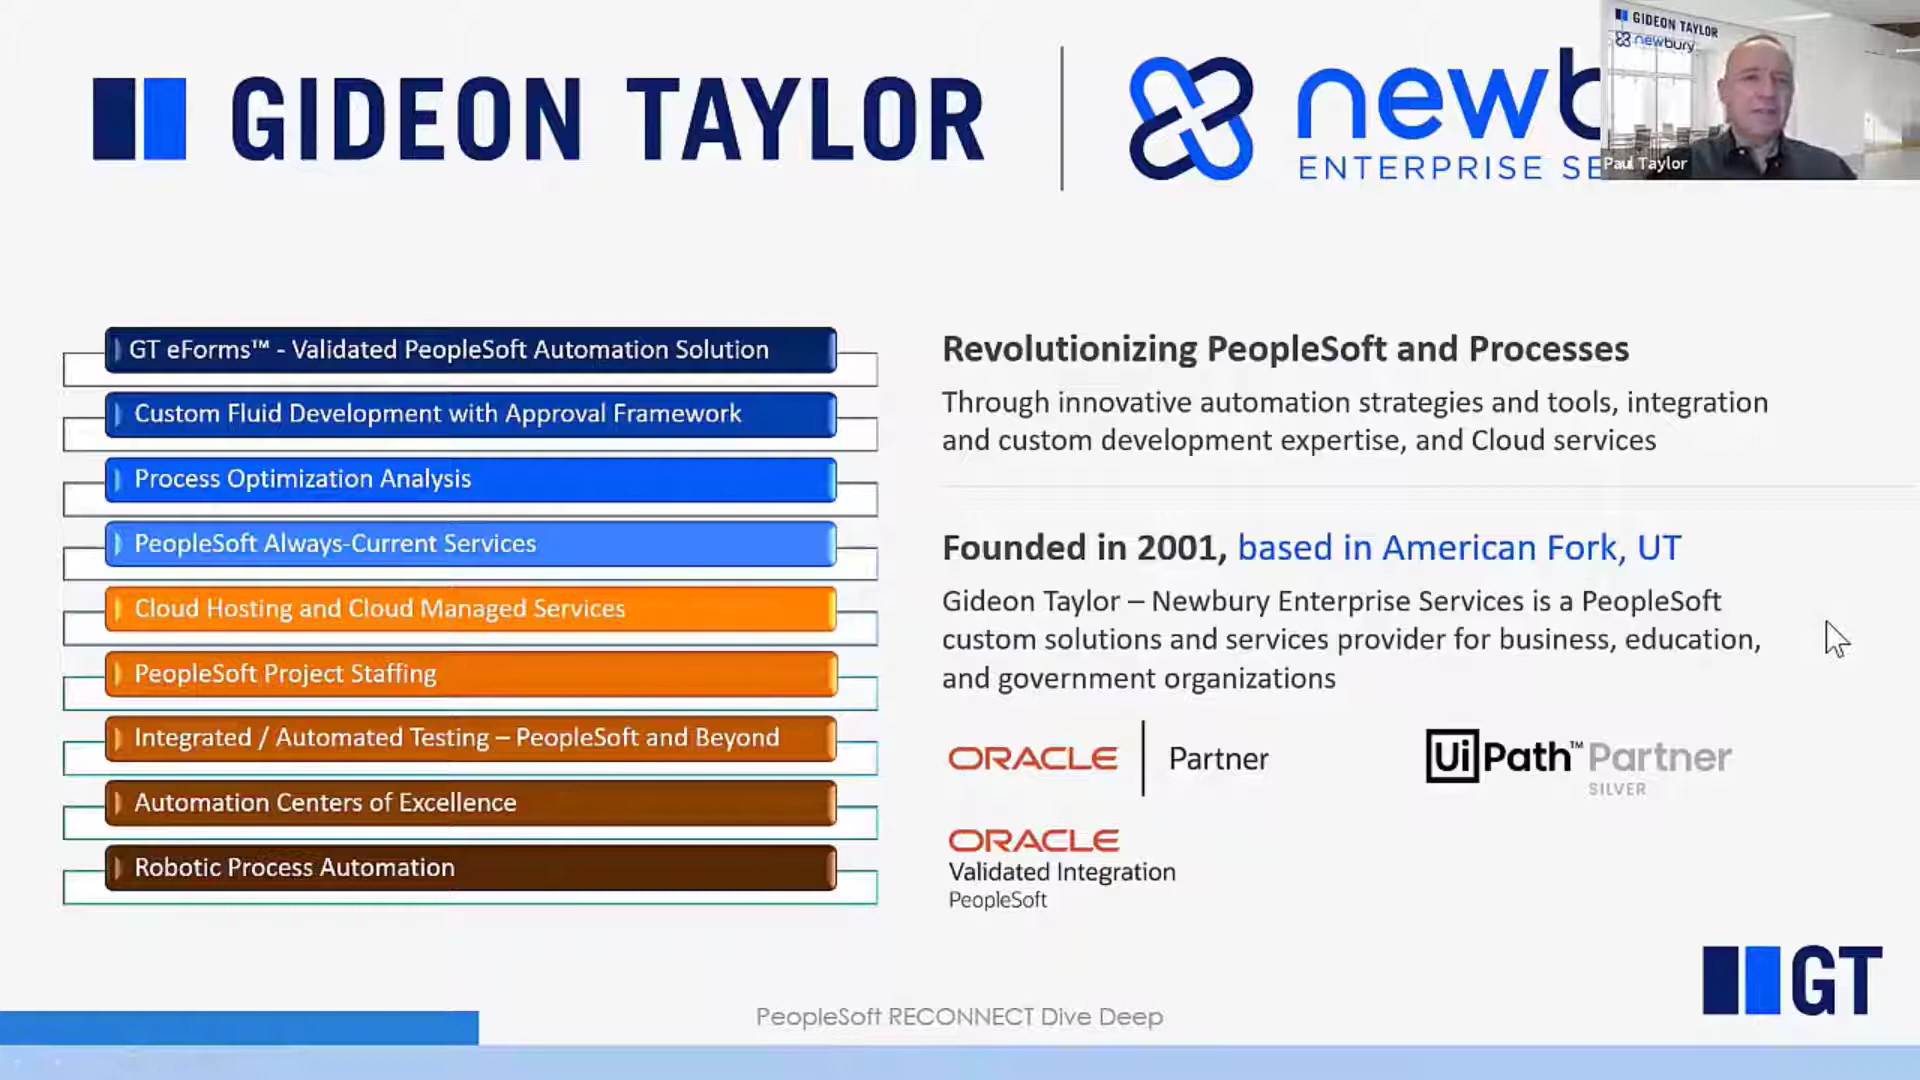 GIDEON TAYLOR
newb
ENTERPRISE SE
GIDEON TAYLOR
newbury
Paul Taylor
GT eForms™ - Validated PeopleSoft Automation Solution
Custom Fluid Development with Approval Framework
Process Optimization Analysis
PeopleSoft Always-Current Services
Cloud Hosting and Cloud Managed Services
PeopleSoft Project Staffing
Integrated / Automated Testing – PeopleSoft and Beyond
Automation Centers of Excellence
Robotic Process Automation
Revolutionizing PeopleSoft and Processes
Through innovative automation strategies and tools, integration
and custom development expertise, and Cloud services
Founded in 2001, based in American Fork, UT
Gideon Taylor – Newbury Enterprise Services is a PeopleSoft
custom solutions and services provider for business, education,
and government organizations
ORACLE Partner
UiPath™ Partner
SILVER
ORACLE
Validated Integration
PeopleSoft
GT
PeopleSoft RECONNECT Dive Deep